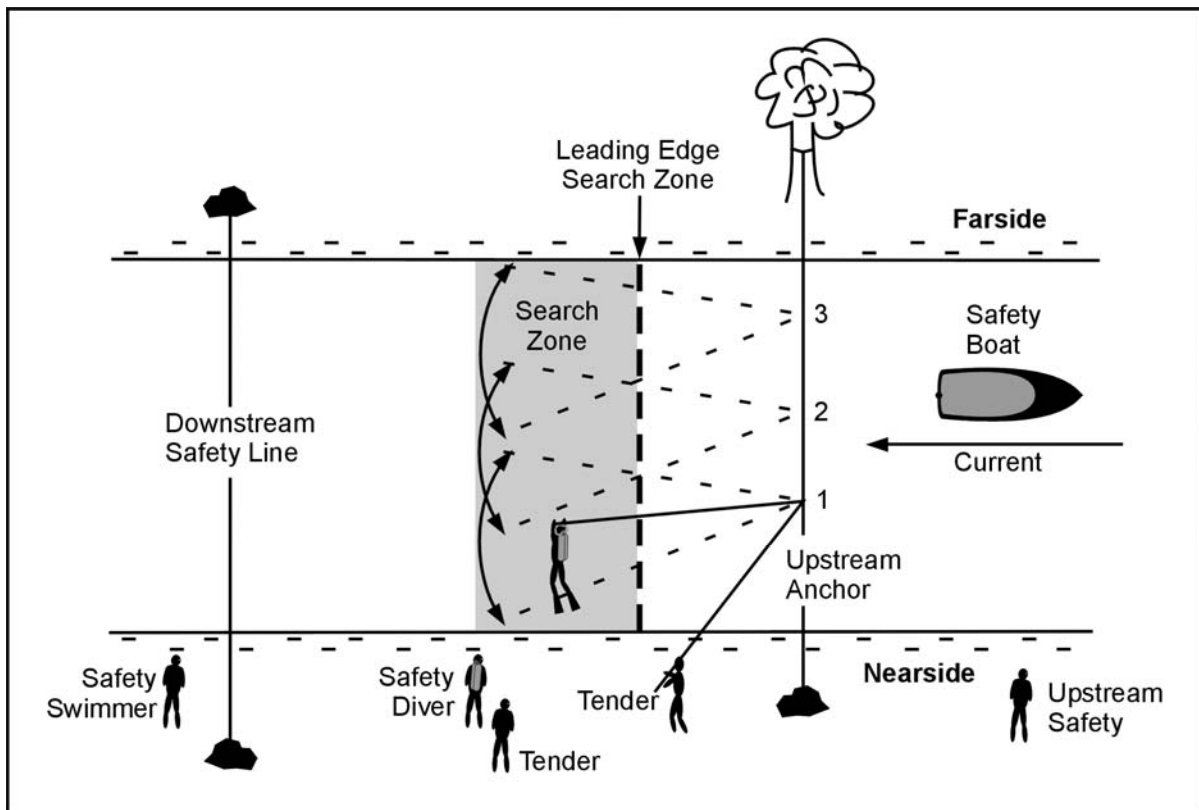 Leading Edge
Search Zone
Farside
Search
Zone
3
Safety
Boat
2
Downstream
Safety Line
Current
1
Upstream
Anchor
Nearside
Safety
Swimmer
Safety
Diver
Tender
Upstream
Safety
Tender